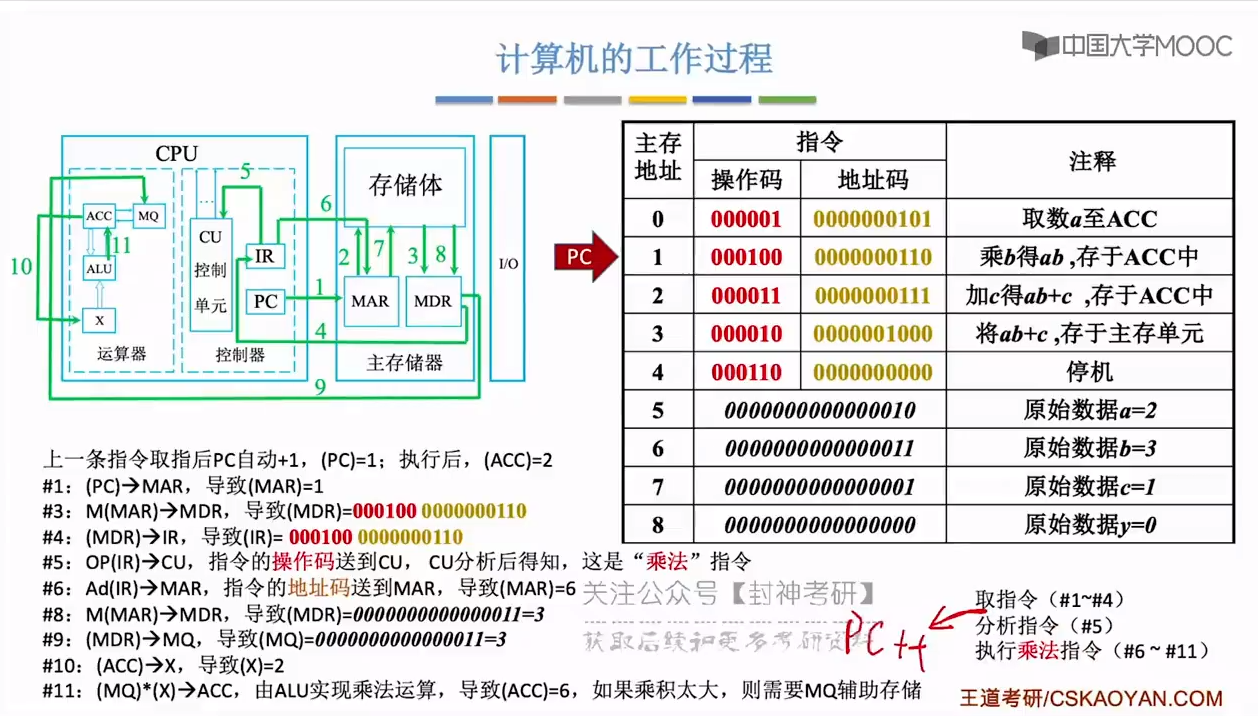 计算机的工作过程
中国大学MOOC
CPU
5
ACC
MQ
...
CU
控制
单元
11
ALU
X
运算器
IR
PC
控制器
10
6
1
4
9
存储体
2
7
3
8
MAR
MDR
主存储器
I/O
PC
主存地址 指令 注释
操作码 地址码
0 000001 0000000101 取数a至ACC
1 000100 0000000110 乘b得ab ,存于ACC中
2 000011 0000000111 加c得ab+c ,存于ACC中
3 000010 0000001000 将ab+c ,存于主存单元
4 000110 0000000000 停机
5 0000000000000010 原始数据a=2
6 0000000000000011 原始数据b=3
7 0000000000000001 原始数据c=1
8 0000000000000000 原始数据y=0
上一条指令取指后PC自动+1，(PC)=1；执行后，(ACC)=2
#1：(PC)→MAR，导致(MAR)=1
#3：M(MAR)→MDR，导致(MDR)=000100 0000000110
#4：(MDR)→IR，导致(IR)= 000100 0000000110
#5：OP(IR)→CU，指令的操作码送到CU， CU分析后得知，这是“乘法”指令
#6：Ad(IR)→MAR，指令的地址码送到MAR，导致(MAR)=6
#8：M(MAR)→MDR，导致(MDR)=0000000000000011=3
#9：(MDR)→MQ，导致(MQ)=0000000000000011=3
#10：(ACC)→X，导致(X)=2
#11：(MQ)*(X)→ACC，由ALU实现乘法运算，导致(ACC)=6，如果乘积太大，则需要MQ辅助存储
关注公众号【封神考研】
获取后续和更多考研资料
PC++
取指令（#1~#4）
分析指令（#5）
执行乘法指令（#6 ~ #11）
王道考研/CSKAOYAN.COM